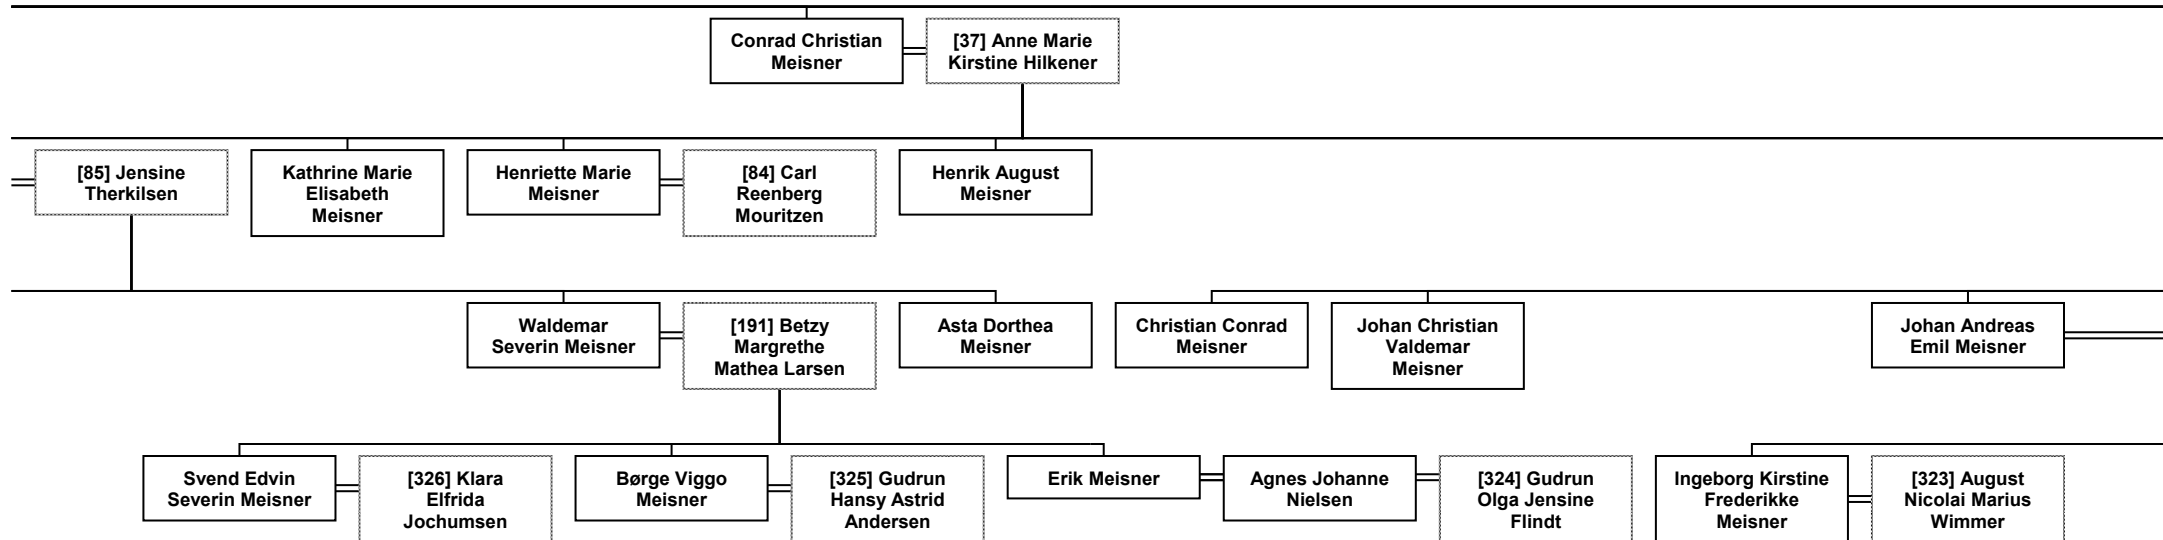 Conrad Christian
Meisner
[37] Anne Marie
Kirstine Hilkener
[85] Jensine
Therkilsen
Kathrine Marie
Elisabeth
Meisner
Henriette Marie
Meisner
[84] Carl
Reenberg
Mouritzen
Henrik August
Meisner
Waldemar
Severin Meisner
[191] Betzy
Margrethe
Mathea Larsen
Asta Dorthea
Meisner
Christian Conrad
Meisner
Johan Christian
Valdemar
Meisner
Johan Andreas
Emil Meisner
Svend Edvin
Severin Meisner
[326] Klara
Elfrida
Jochumsen
Børge Viggo
Meisner
[325] Gudrun
Hansy Astrid
Andersen
Erik Meisner
Agnes Johanne
Nielsen
[324] Gudrun
Olga Jensine
Flindt
Ingeborg Kirstine
Frederikke
Meisner
[323] August
Nicolai Marius
Wimmer